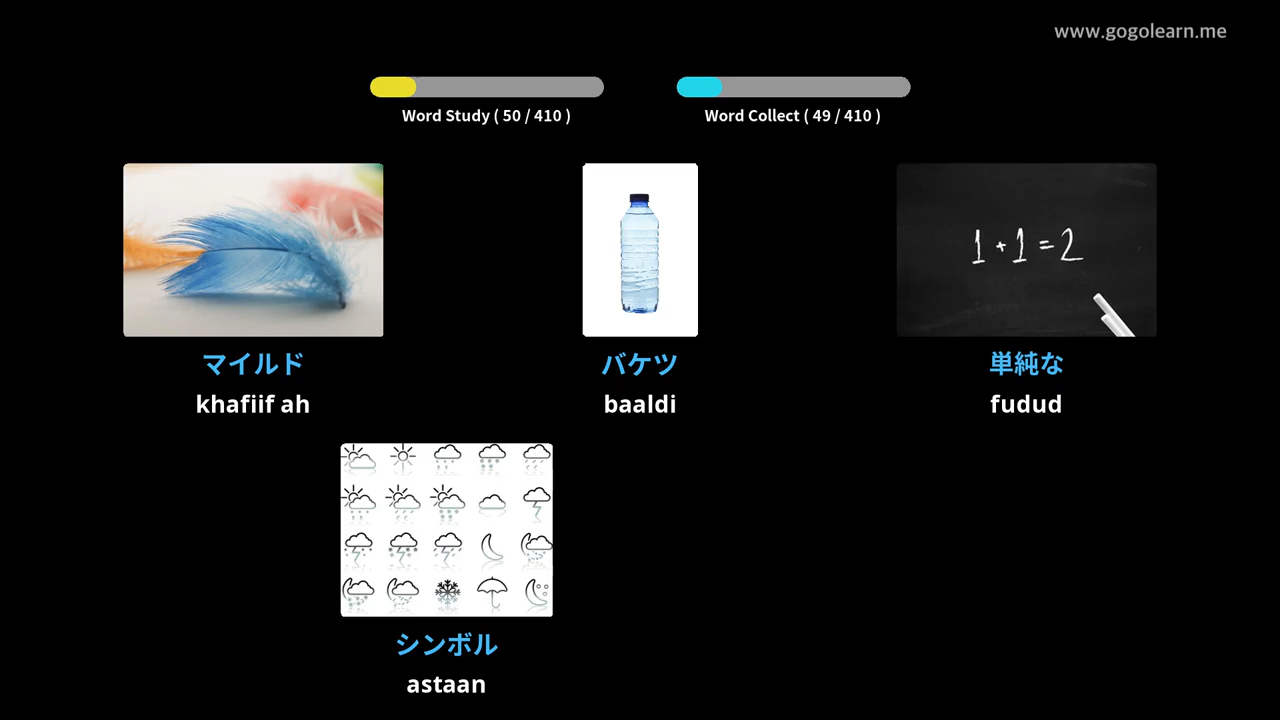 www.gogolearn.me
Word Study ( 50 / 410 )
Word Collect ( 49 / 410 )
1 + 1 = 2
マイルド
バケツ
単純な
khafiif ah
baaldi
fudud
シンボル
astaan